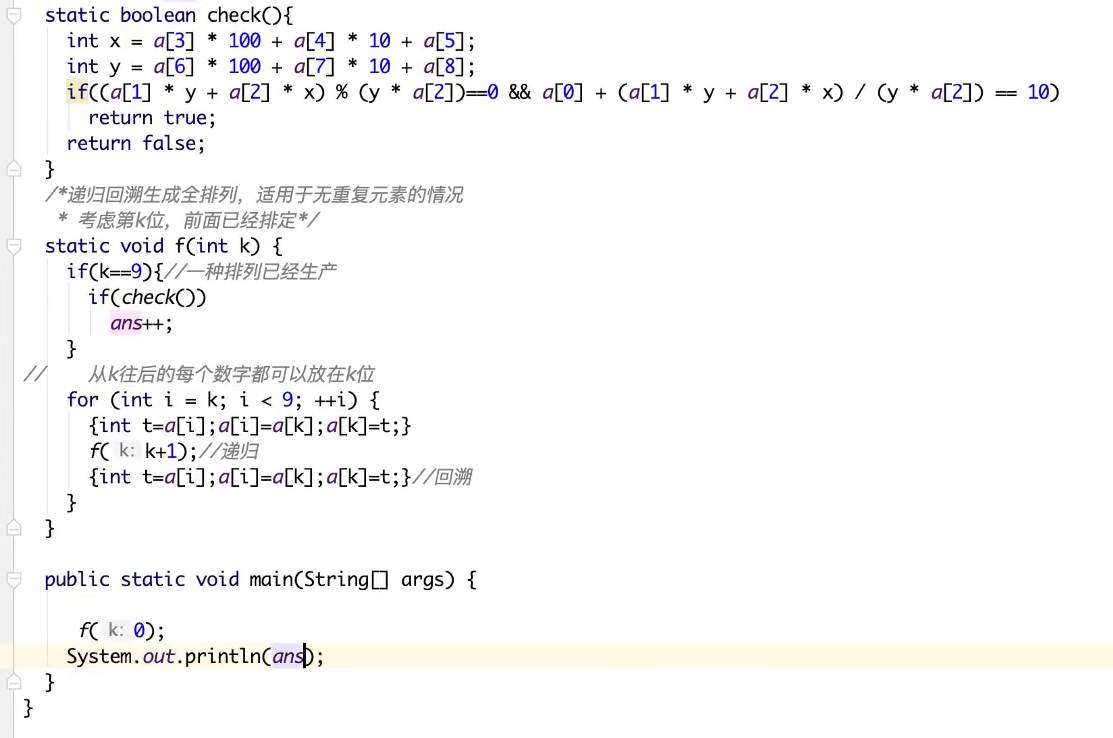 static boolean check(){
int x = a[3] * 100 + a[4] * 10 + a[5];
int y = a[6] * 100 + a[7] * 10 + a[8];
if((a[1] * y + a[2] * x) % (y * a[2])==0 && a[0] + (a[1] * y + a[2] * x) / (y * a[2]) == 10)
return true;
return false;
}
/*递归回溯生成全排列，适用于无重复元素的情况
* 考虑第k位，前面已经排定*/
static void f(int k) {
if(k==9){//一种排列已经生产
if(check())
ans++;
}
// 从k往后的每个数字都可以放在k位
for (int i = k; i < 9; ++i) {
{int t=a[i];a[i]=a[k];a[k]=t;}
f( k: k+1);//递归
{int t=a[i];a[i]=a[k];a[k]=t;}//回溯
}
}
public static void main(String[] args) {
f( k: 0);
System.out.println(ans);
}
}